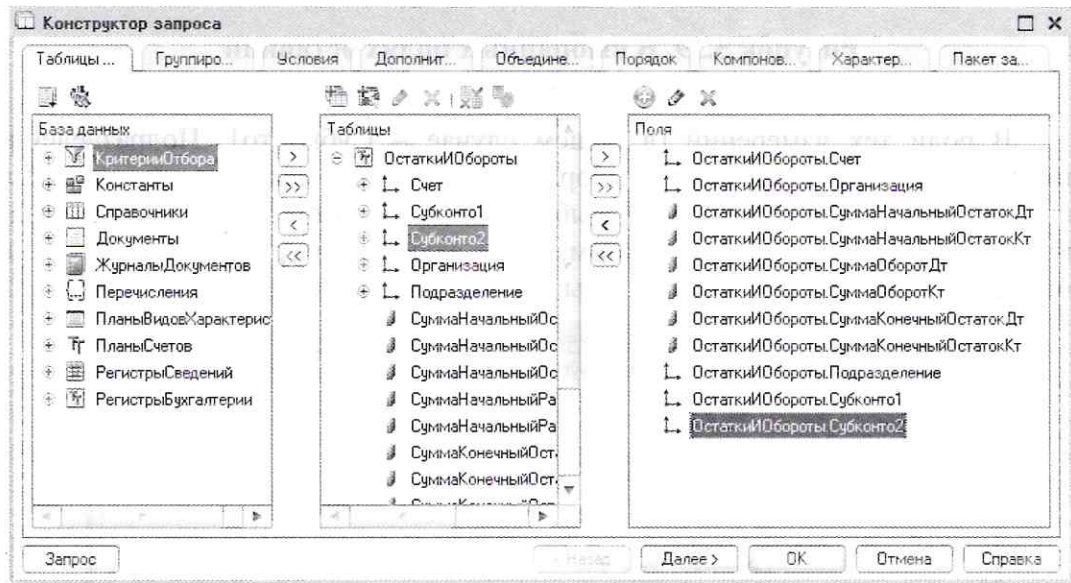 Конструктор запроса
Таблицы ...
Группиро...
Условия
Дополнит...
Объедине...
Порядок
Компонов...
Характер...
Пакет за...
База данных
КритерииОтбора
Константы
Справочники
Документы
ЖурналыДокументов
Перечисления
ПланыВидовХарактерис
ПланыСчетов
РегистрыСведений
РегистрыБухгалтерии
>
>>
<
<<
Таблицы
ОстаткиИОбороты
Счет
Субконто1
Субконто2
Организация
Подразделение
СуммаНачальныйОс
СуммаНачальныйОс
СуммаНачальныйОс
СуммаНачальныйРа
СуммаНачальныйРа
СуммаКонечныйОст
СуммаКонечныйОст
>
>>
<
<<
Поля
ОстаткиИОбороты.Счет
ОстаткиИОбороты.Организация
ОстаткиИОбороты.СуммаНачальныйОстатокДт
ОстаткиИОбороты.СуммаНачальныйОстатокКт
ОстаткиИОбороты.СуммаОборотДт
ОстаткиИОбороты.СуммаОборотКт
ОстаткиИОбороты.СуммаКонечныйОстатокДт
ОстаткиИОбороты.СуммаКонечныйОстатокКт
ОстаткиИОбороты.Подразделение
ОстаткиИОбороты.Субконто1
ОстаткиИОбороты.Субконто2
Запрос
< Назад
Далее >
OK
Отмена
Справка